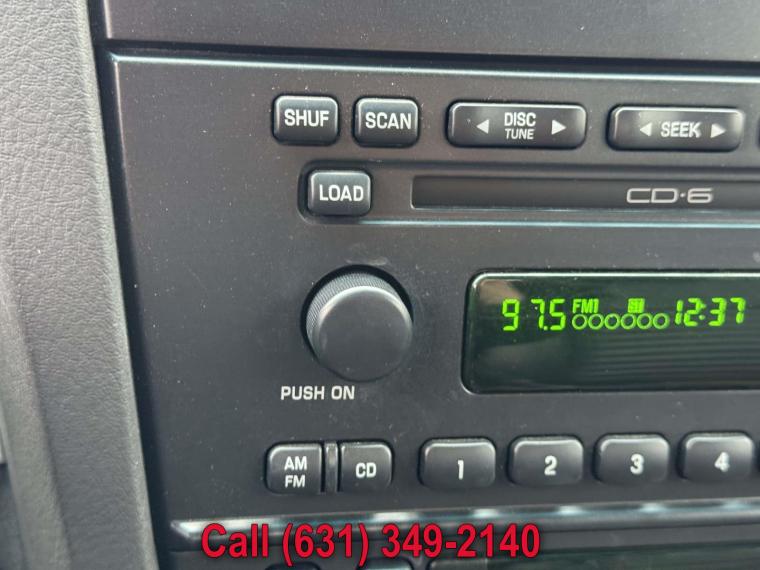 SHUF SCAN ◄ DISC TUNE ► ◄ SEEK ►
LOAD CD·6
97.5 FM1 ST 12:37
PUSH ON
AM FM CD 1 2 3 4
Call (631) 349-2140